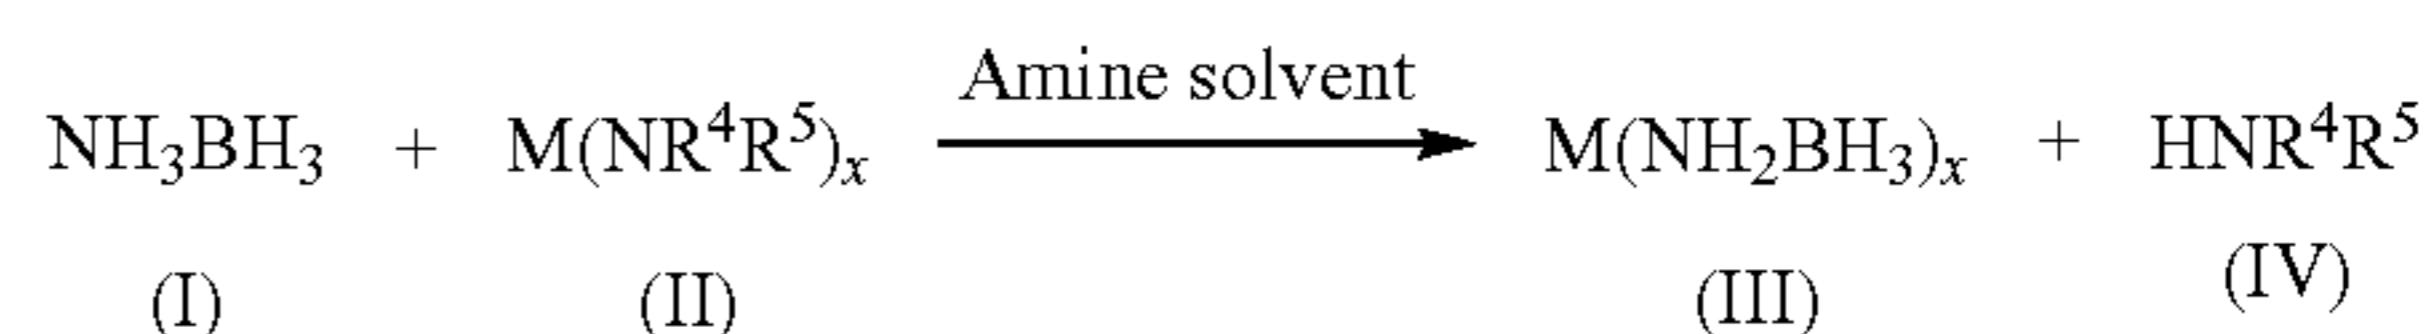 Amine solvent
NH₃BH₃ + M(NR⁴R⁵)ₓ → M(NH₂BH₃)ₓ + HNR⁴R⁵
(I) (II) (III) (IV)